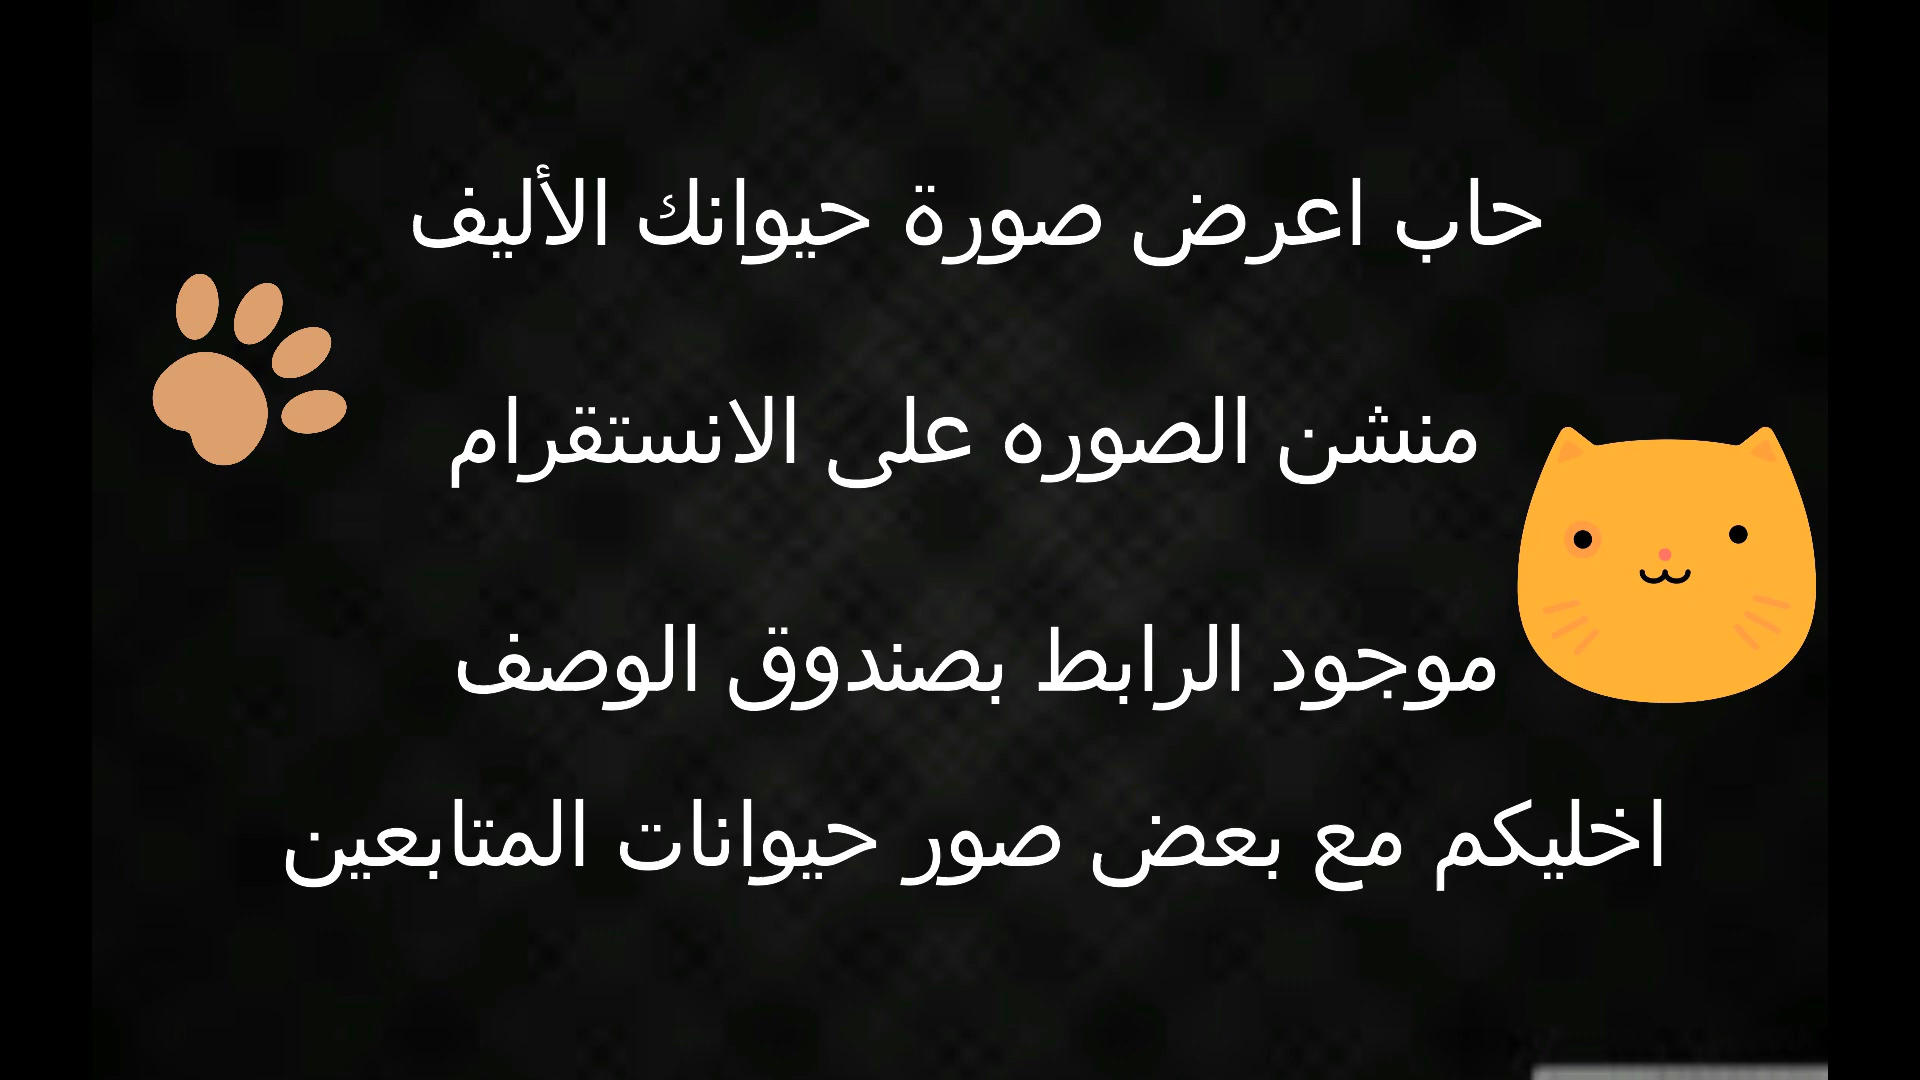 حاب اعرض صورة حيوانك الأليف
منشن الصوره على الانستقرام
موجود الرابط بصندوق الوصف
اخليكم مع بعض صور حيوانات المتابعين